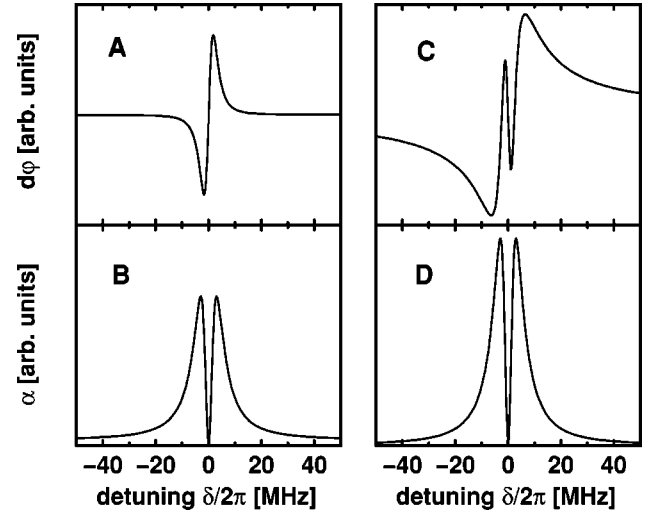 A
C
dφ [arb. units]
B
D
α [arb. units]
−40 −20 0 20 40
−40 −20 0 20 40
detuning δ/2π [MHz]
detuning δ/2π [MHz]